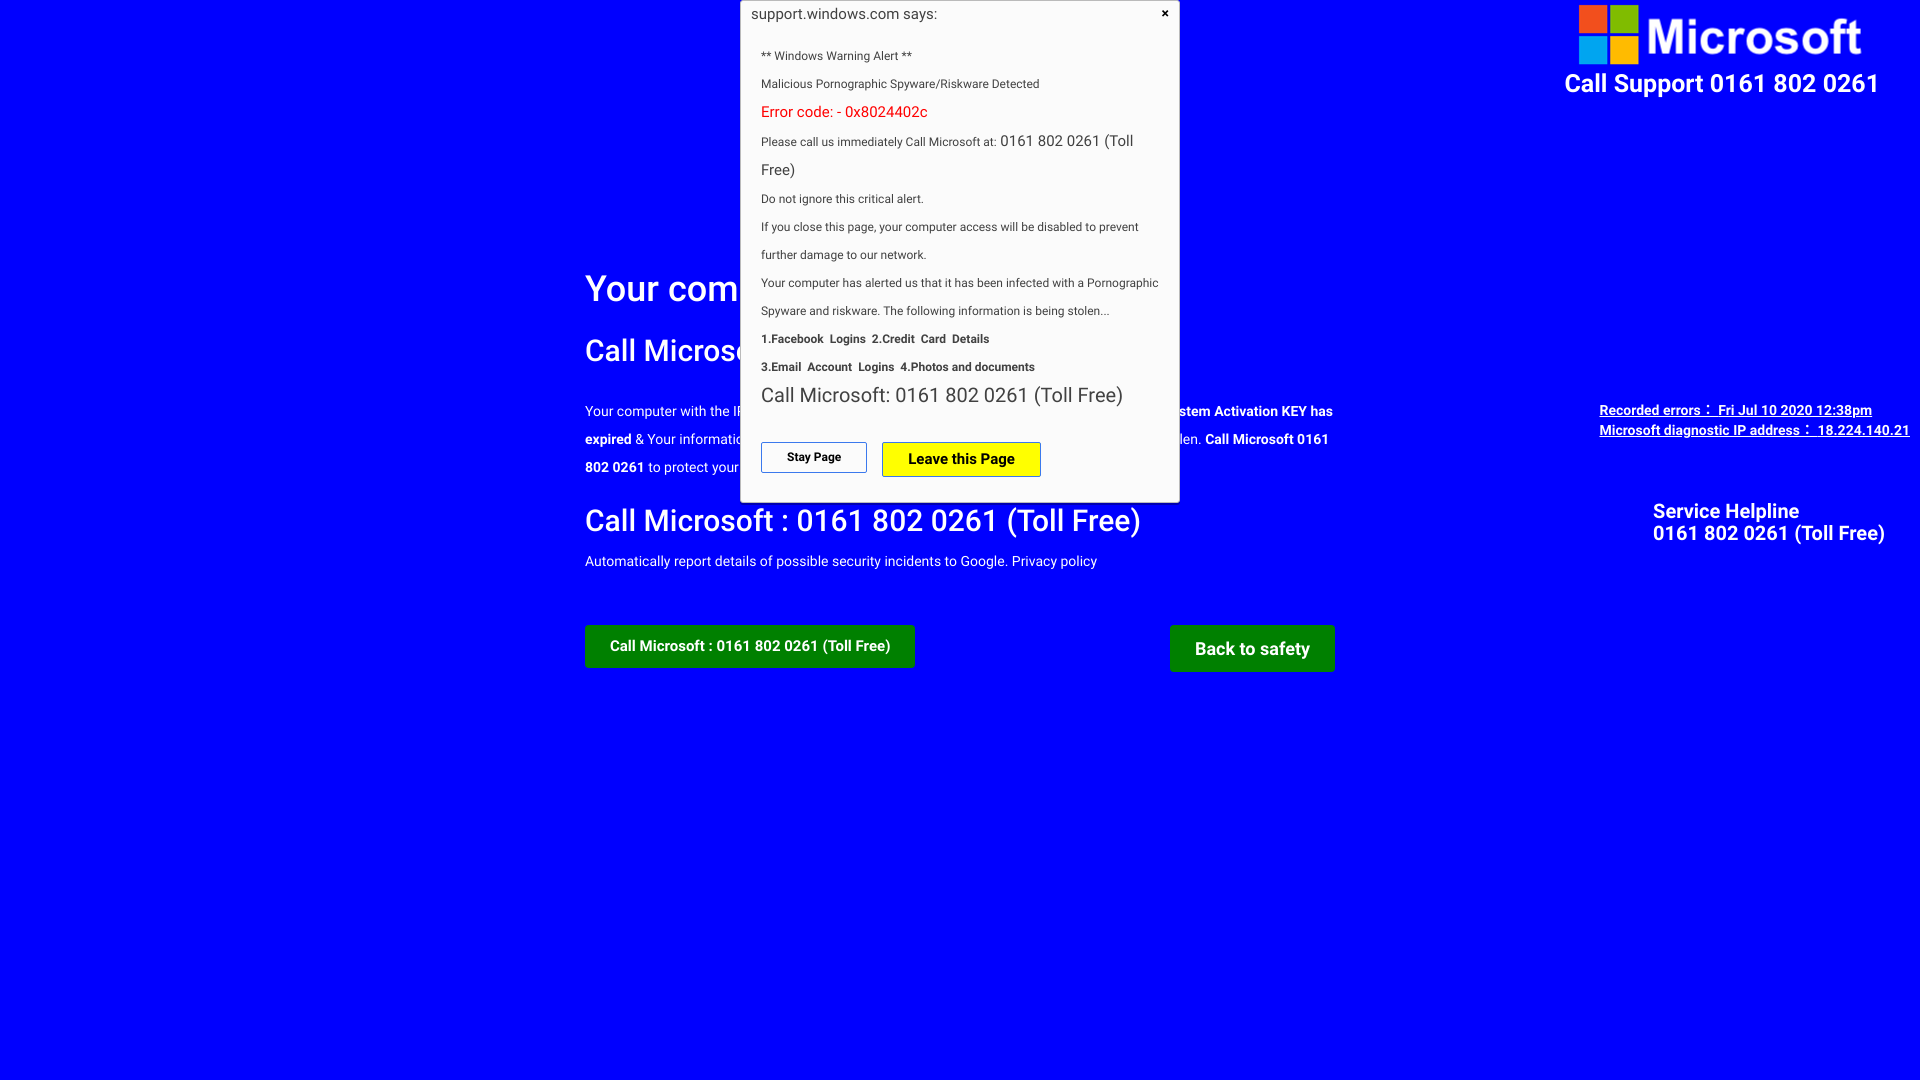 support.windows.com says:
×
Microsoft
Call Support 0161 802 0261
** Windows Warning Alert **
Malicious Pornographic Spyware/Riskware Detected
Error code: - 0x8024402c
Please call us immediately Call Microsoft at: 0161 802 0261 (Toll
Free)
Do not ignore this critical alert.
If you close this page, your computer access will be disabled to prevent
further damage to our network.
Your computer has alerted us that it has been infected with a Pornographic
Spyware and riskware. The following information is being stolen...
1.Facebook Logins 2.Credit Card Details
3.Email Account Logins 4.Photos and documents
Call Microsoft: 0161 802 0261 (Toll Free)
Stay Page
Leave this Page
Your com
Call Micros
Your computer with the
stem Activation KEY has
expired & Your informatio
len. Call Microsoft 0161
802 0261 to protect your
Call Microsoft : 0161 802 0261 (Toll Free)
Automatically report details of possible security incidents to Google. Privacy policy
Call Microsoft : 0161 802 0261 (Toll Free)
Back to safety
Recorded errors : Fri Jul 10 2020 12:38pm
Microsoft diagnostic IP address : 18.224.140.21
Service Helpline
0161 802 0261 (Toll Free)